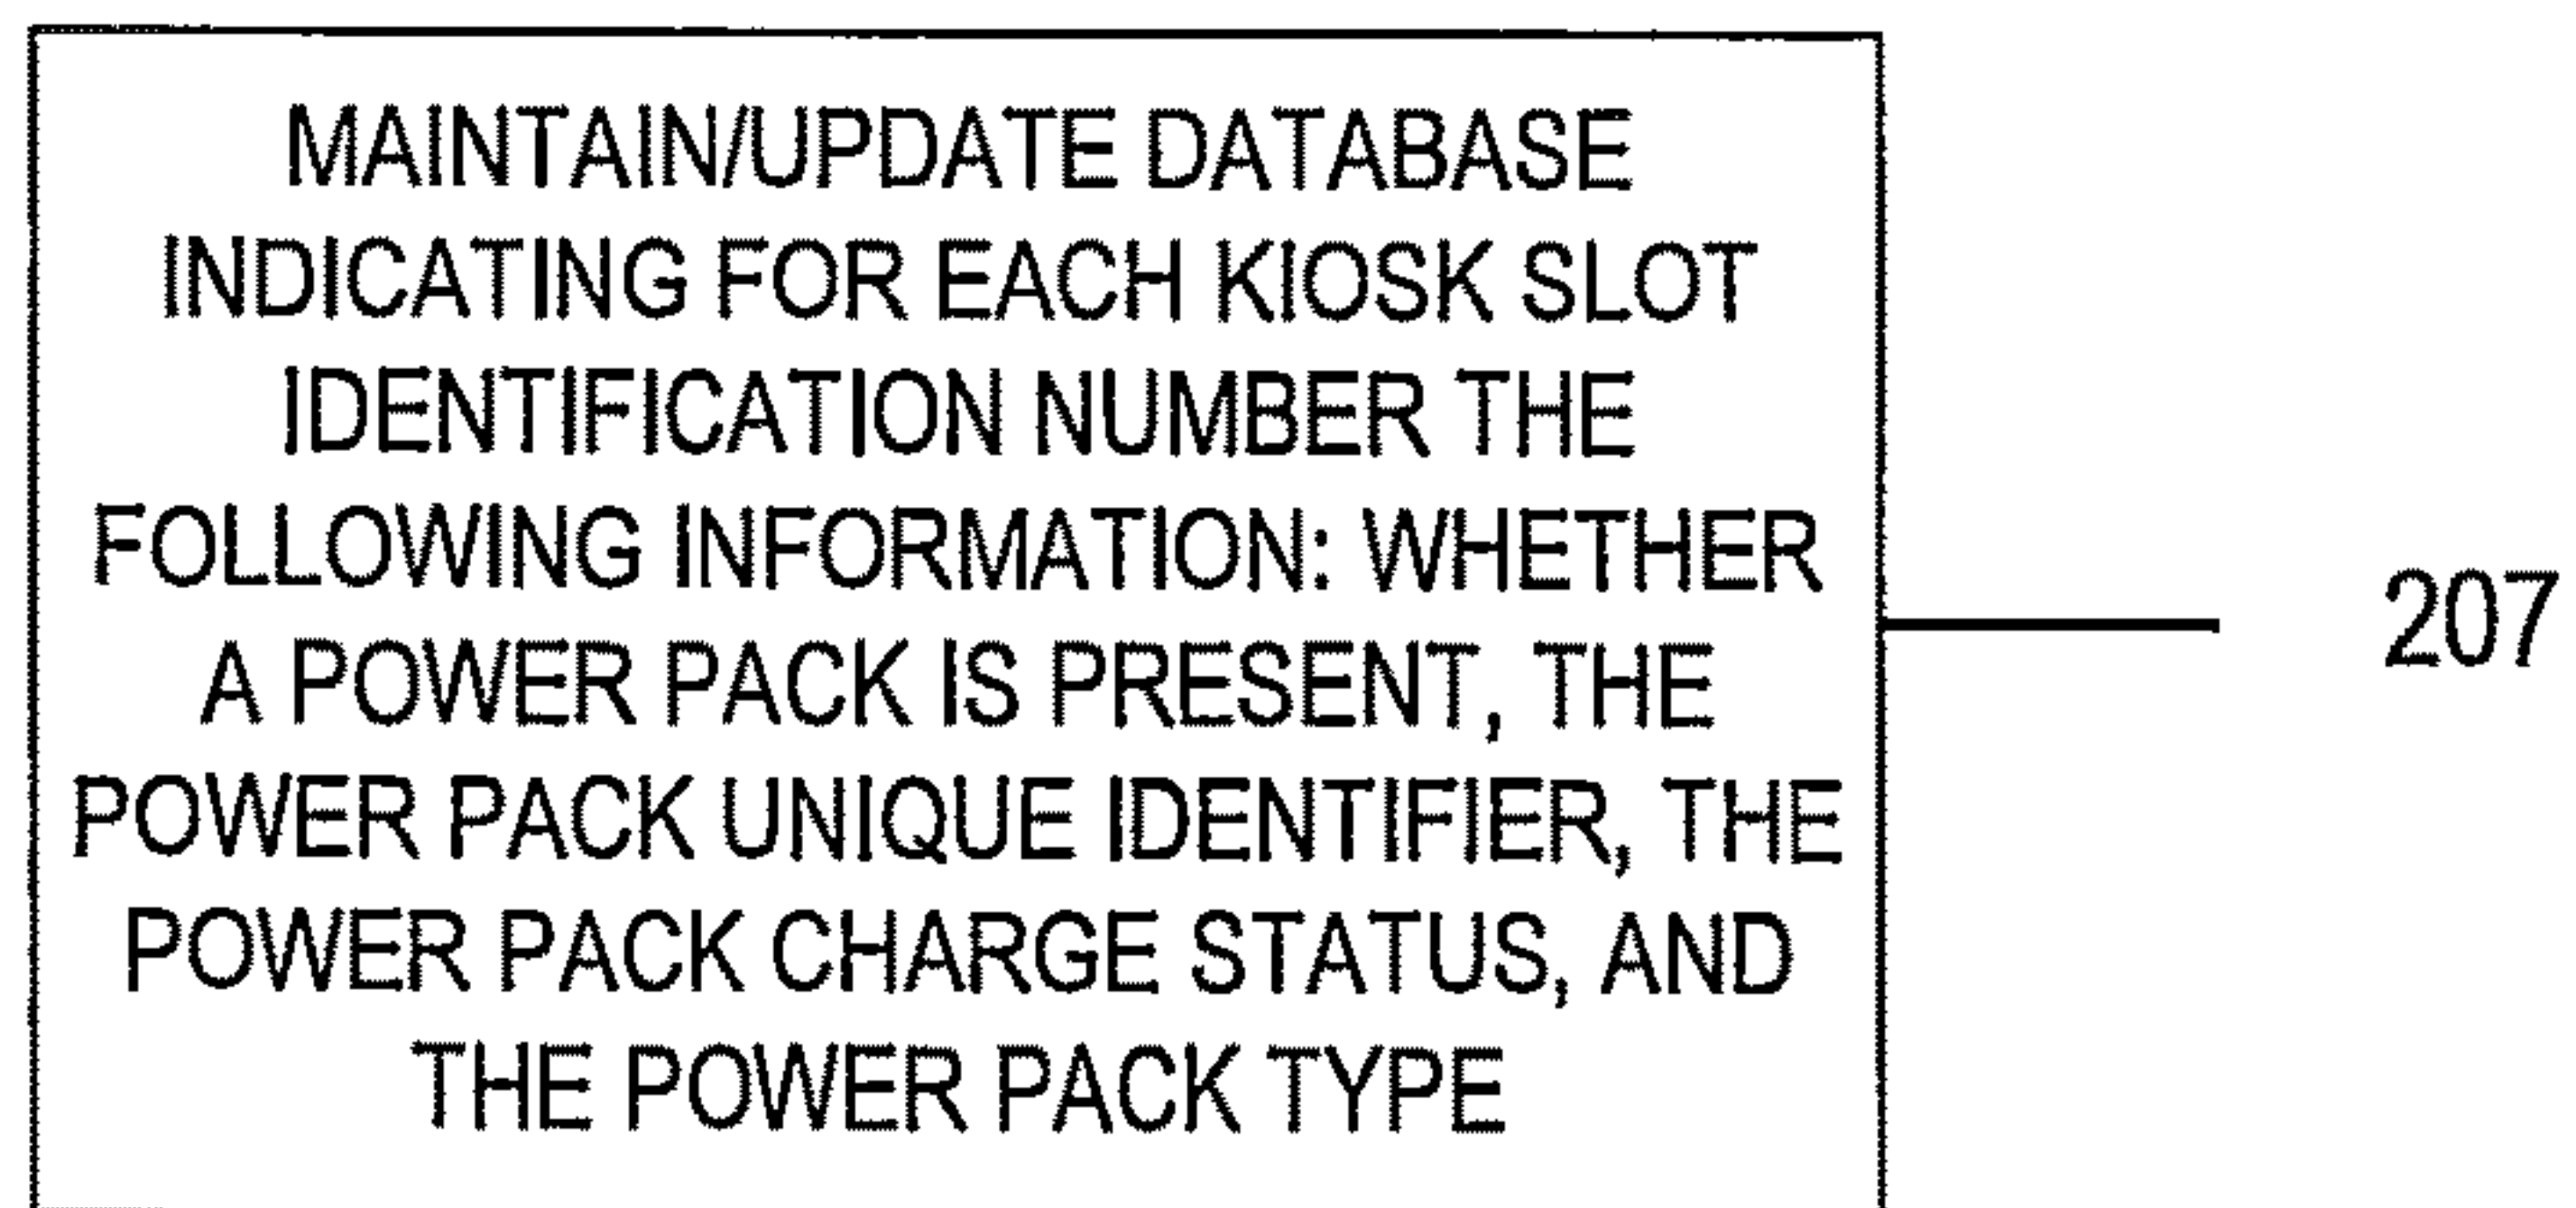 MAINTAIN/UPDATE DATABASE
INDICATING FOR EACH KIOSK SLOT
IDENTIFICATION NUMBER THE
FOLLOWING INFORMATION: WHETHER
A POWER PACK IS PRESENT, THE
POWER PACK UNIQUE IDENTIFIER, THE
POWER PACK CHARGE STATUS, AND
THE POWER PACK TYPE
207